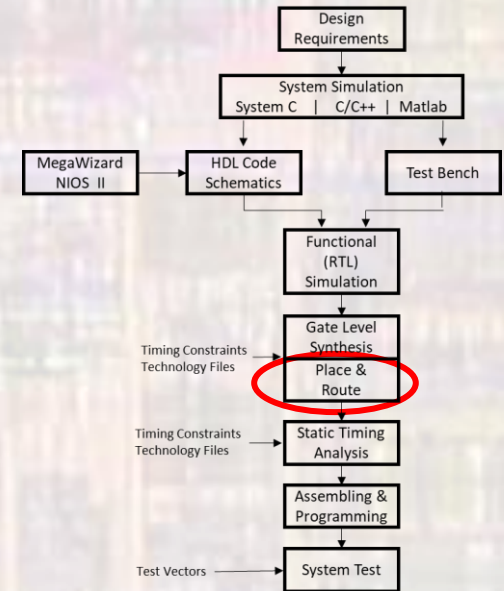 Design
Requirements
System Simulation
System C | C/C++ | Matlab
MegaWizard
NIOS II
HDL Code
Schematics
Test Bench
Functional
(RTL)
Simulation
Gate Level
Synthesis
Timing Constraints
Technology Files
Place &
Route
Timing Constraints
Technology Files
Static Timing
Analysis
Assembling &
Programming
Test Vectors
System Test